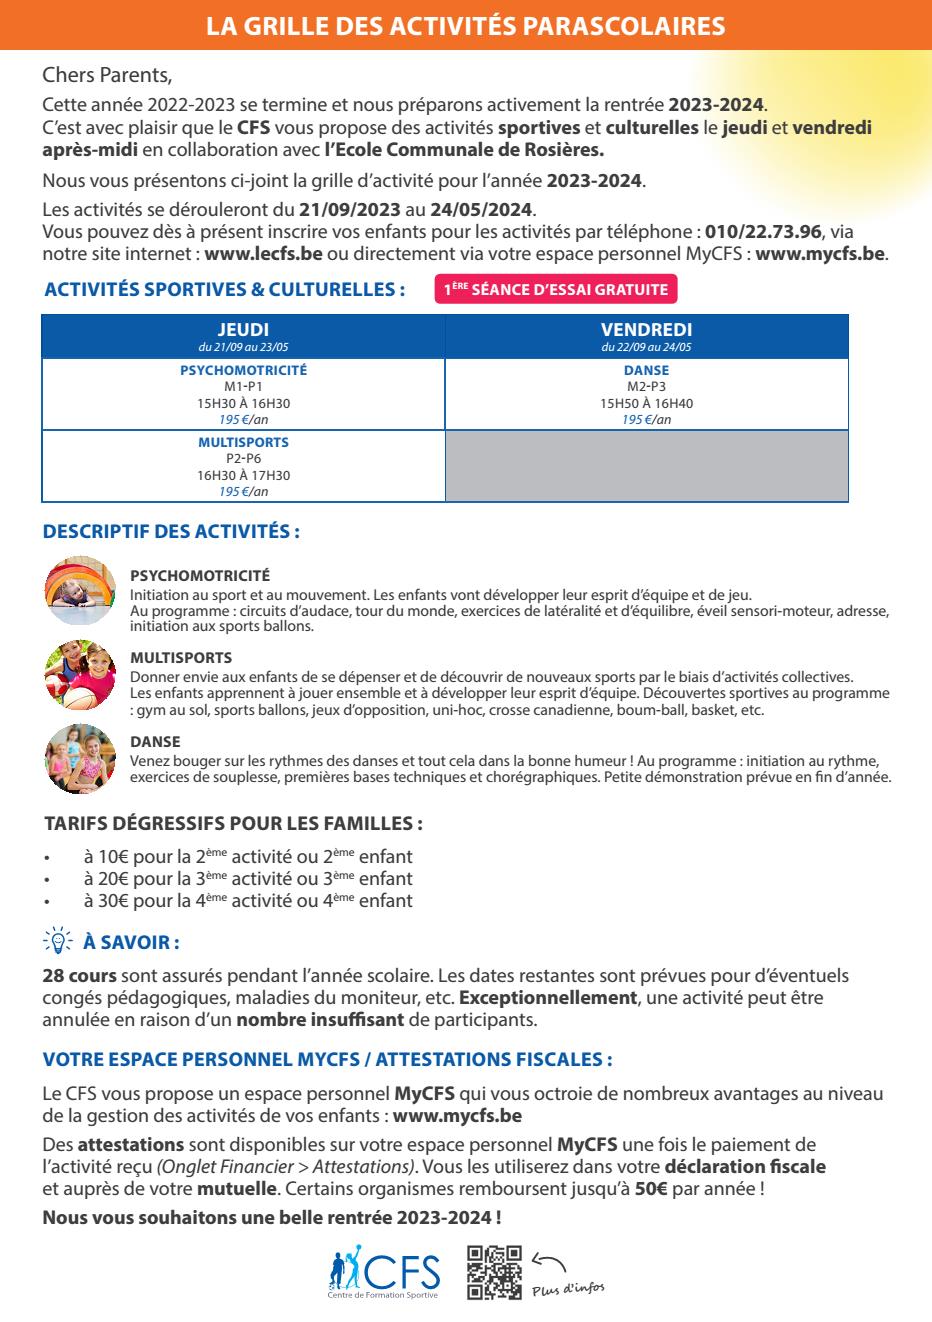 LA GRILLE DES ACTIVITÉS PARASCOLAIRES
Chers Parents,
Cette année 2022-2023 se termine et nous préparons activement la rentrée 2023-2024.
C'est avec plaisir que le CFS vous propose des activités sportives et culturelles le jeudi et vendredi
après-midi en collaboration avec l'Ecole Communale de Rosières.
Nous vous présentons ci-joint la grille d'activité pour l'année 2023-2024.
Les activités se dérouleront du 21/09/2023 au 24/05/2024.
Vous pouvez dès à présent inscrire vos enfants pour les activités par téléphone : 010/22.73.96, via
notre site internet : www.lecfs.be ou directement via votre espace personnel MyCFS : www.mycfs.be.
ACTIVITÉS SPORTIVES & CULTURELLES :
1ÈRE SÉANCE D'ESSAI GRATUITE
JEUDI
du 21/09 au 23/05
VENDREDI
du 22/09 au 24/05
PSYCHOMOTRICITÉ
M1-P1
15H30 À 16H30
195 €/an
DANSE
M2-P3
15H50 À 16H40
195 €/an
MULTISPORTS
P2-P6
16H30 À 17H30
195 €/an
DESCRIPTIF DES ACTIVITÉS :
PSYCHOMOTRICITÉ
Initiation au sport et au mouvement. Les enfants vont développer leur esprit d'équipe et de jeu.
Au programme : circuits d'audace, tour du monde, exercices de latéralité et d'équilibre, éveil sensori-moteur, adresse,
initiation aux sports ballons.
MULTISPORTS
Donner envie aux enfants de se dépenser et de découvrir de nouveaux sports par le biais d'activités collectives.
Les enfants apprennent à jouer ensemble et à développer leur esprit d'équipe. Découvertes sportives au programme
: gym au sol, sports ballons, jeux d'opposition, uni-hoc, crosse canadienne, boum-ball, basket, etc.
DANSE
Venez bouger sur les rythmes des danses et tout cela dans la bonne humeur ! Au programme : initiation au rythme,
exercices de souplesse, premières bases techniques et chorégraphiques. Petite démonstration prévue en fin d'année.
TARIFS DÉGRESSIFS POUR LES FAMILLES :
• à 10€ pour la 2ème activité ou 2ème enfant
• à 20€ pour la 3ème activité ou 3ème enfant
• à 30€ pour la 4ème activité ou 4ème enfant
À SAVOIR :
28 cours sont assurés pendant l'année scolaire. Les dates restantes sont prévues pour d'éventuels
congés pédagogiques, maladies du moniteur, etc. Exceptionnellement, une activité peut être
annulée en raison d'un nombre insuffisant de participants.
VOTRE ESPACE PERSONNEL MYCFS / ATTESTATIONS FISCALES :
Le CFS vous propose un espace personnel MyCFS qui vous octroie de nombreux avantages au niveau
de la gestion des activités de vos enfants : www.mycfs.be
Des attestations sont disponibles sur votre espace personnel MyCFS une fois le paiement de
l'activité reçu (Onglet Financier > Attestations). Vous les utiliserez dans votre déclaration fiscale
et auprès de votre mutuelle. Certains organismes remboursent jusqu'à 50€ par année !
Nous vous souhaitons une belle rentrée 2023-2024 !
CFS
Centre de Formation Sportive
Plus d'infos